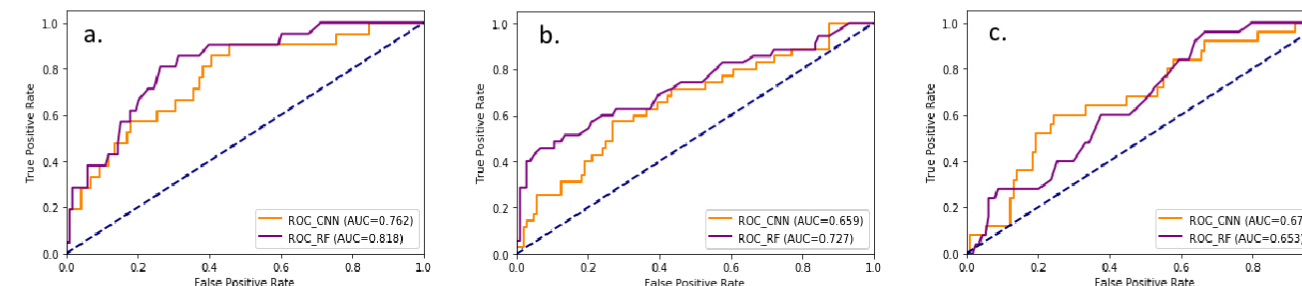 a.
True Positive Rate
1.0
0.8
0.6
0.4
0.2
0.0
0.0 0.2 0.4 0.6 0.8 1.0
False Positive Rate
ROC_CNN (AUC=0.762)
ROC_RF (AUC=0.818)
b.
True Positive Rate
1.0
0.8
0.6
0.4
0.2
0.0
0.0 0.2 0.4 0.6 0.8 1.0
False Positive Rate
ROC_CNN (AUC=0.659)
ROC_RF (AUC=0.727)
c.
True Positive Rate
1.0
0.8
0.6
0.4
0.2
0.0
0.0 0.2 0.4 0.6 0.8
False Positive Rate
ROC_CNN (AUC=0.67
ROC_RF (AUC=0.653)